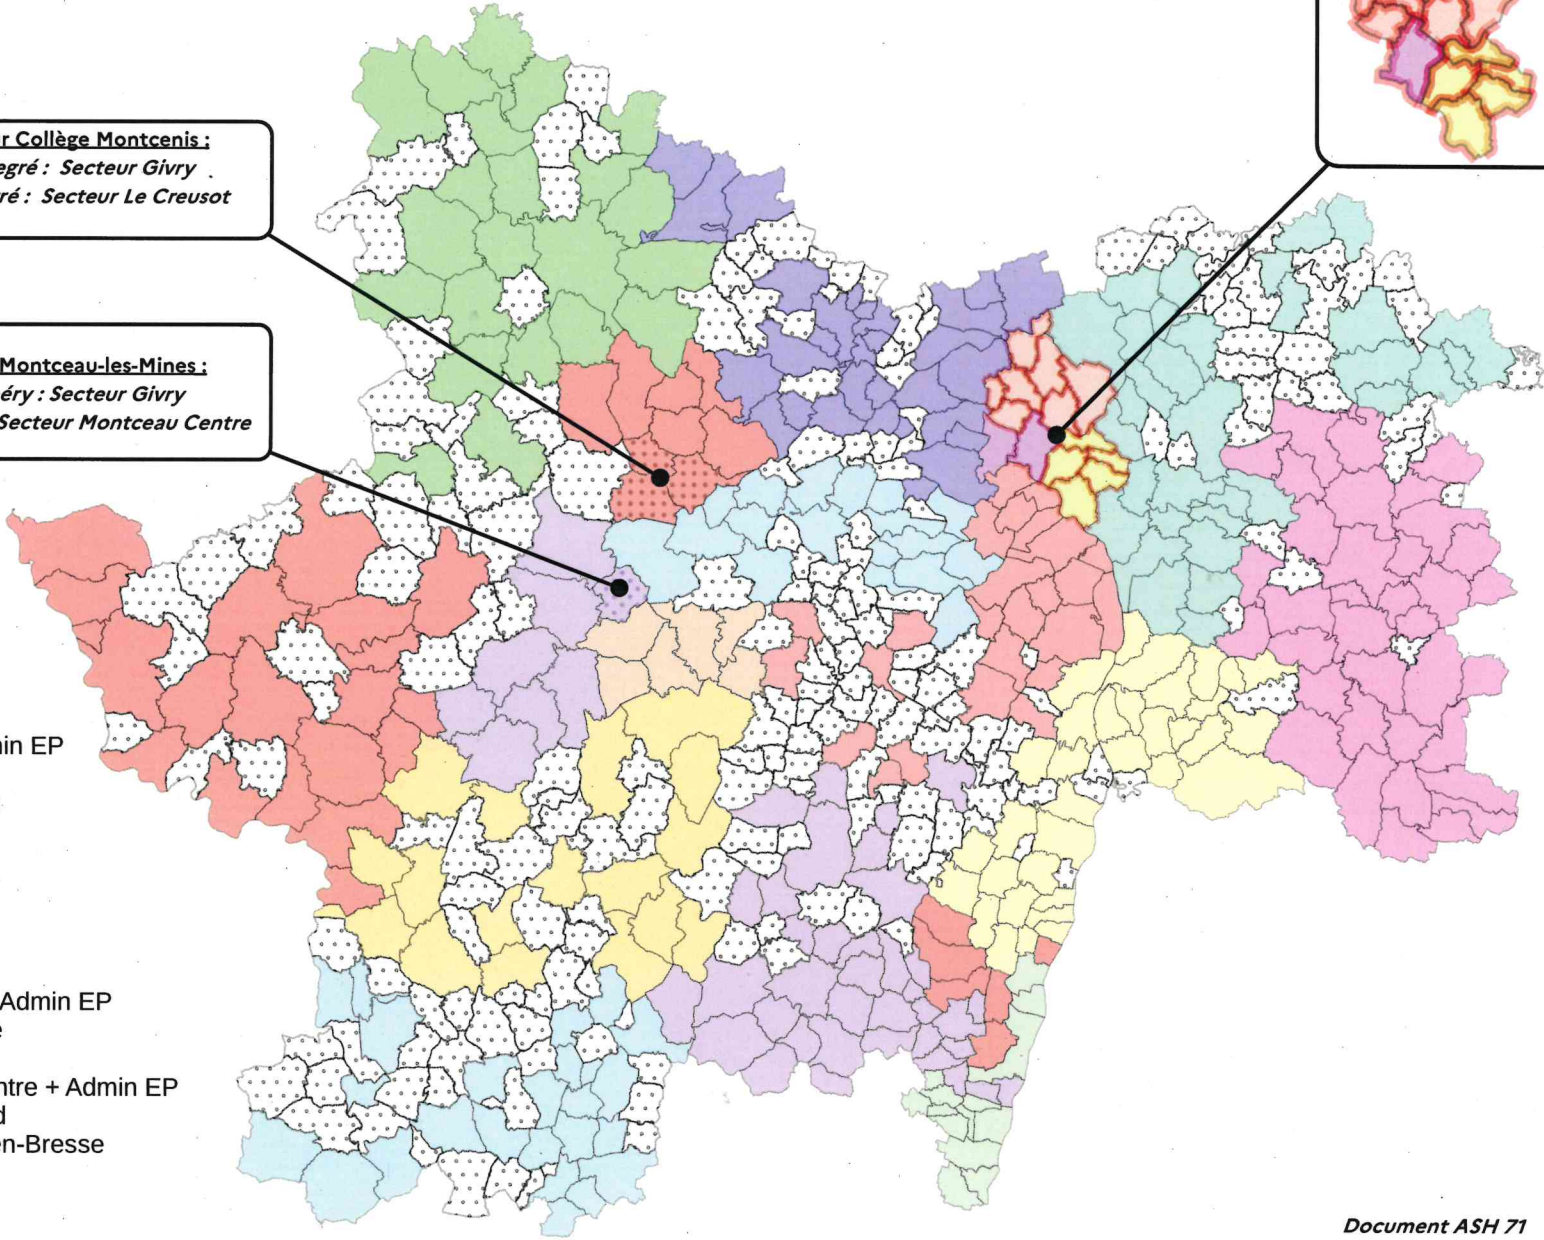 r Collège Montcenis :
egré : Secteur Givry
ré : Secteur Le Creusot
Montceau-les-Mines :
éry : Secteur Givry
Secteur Montceau Centre
in EP
Admin EP
e
ntre + Admin EP
d
en-Bresse
Document ASH 71